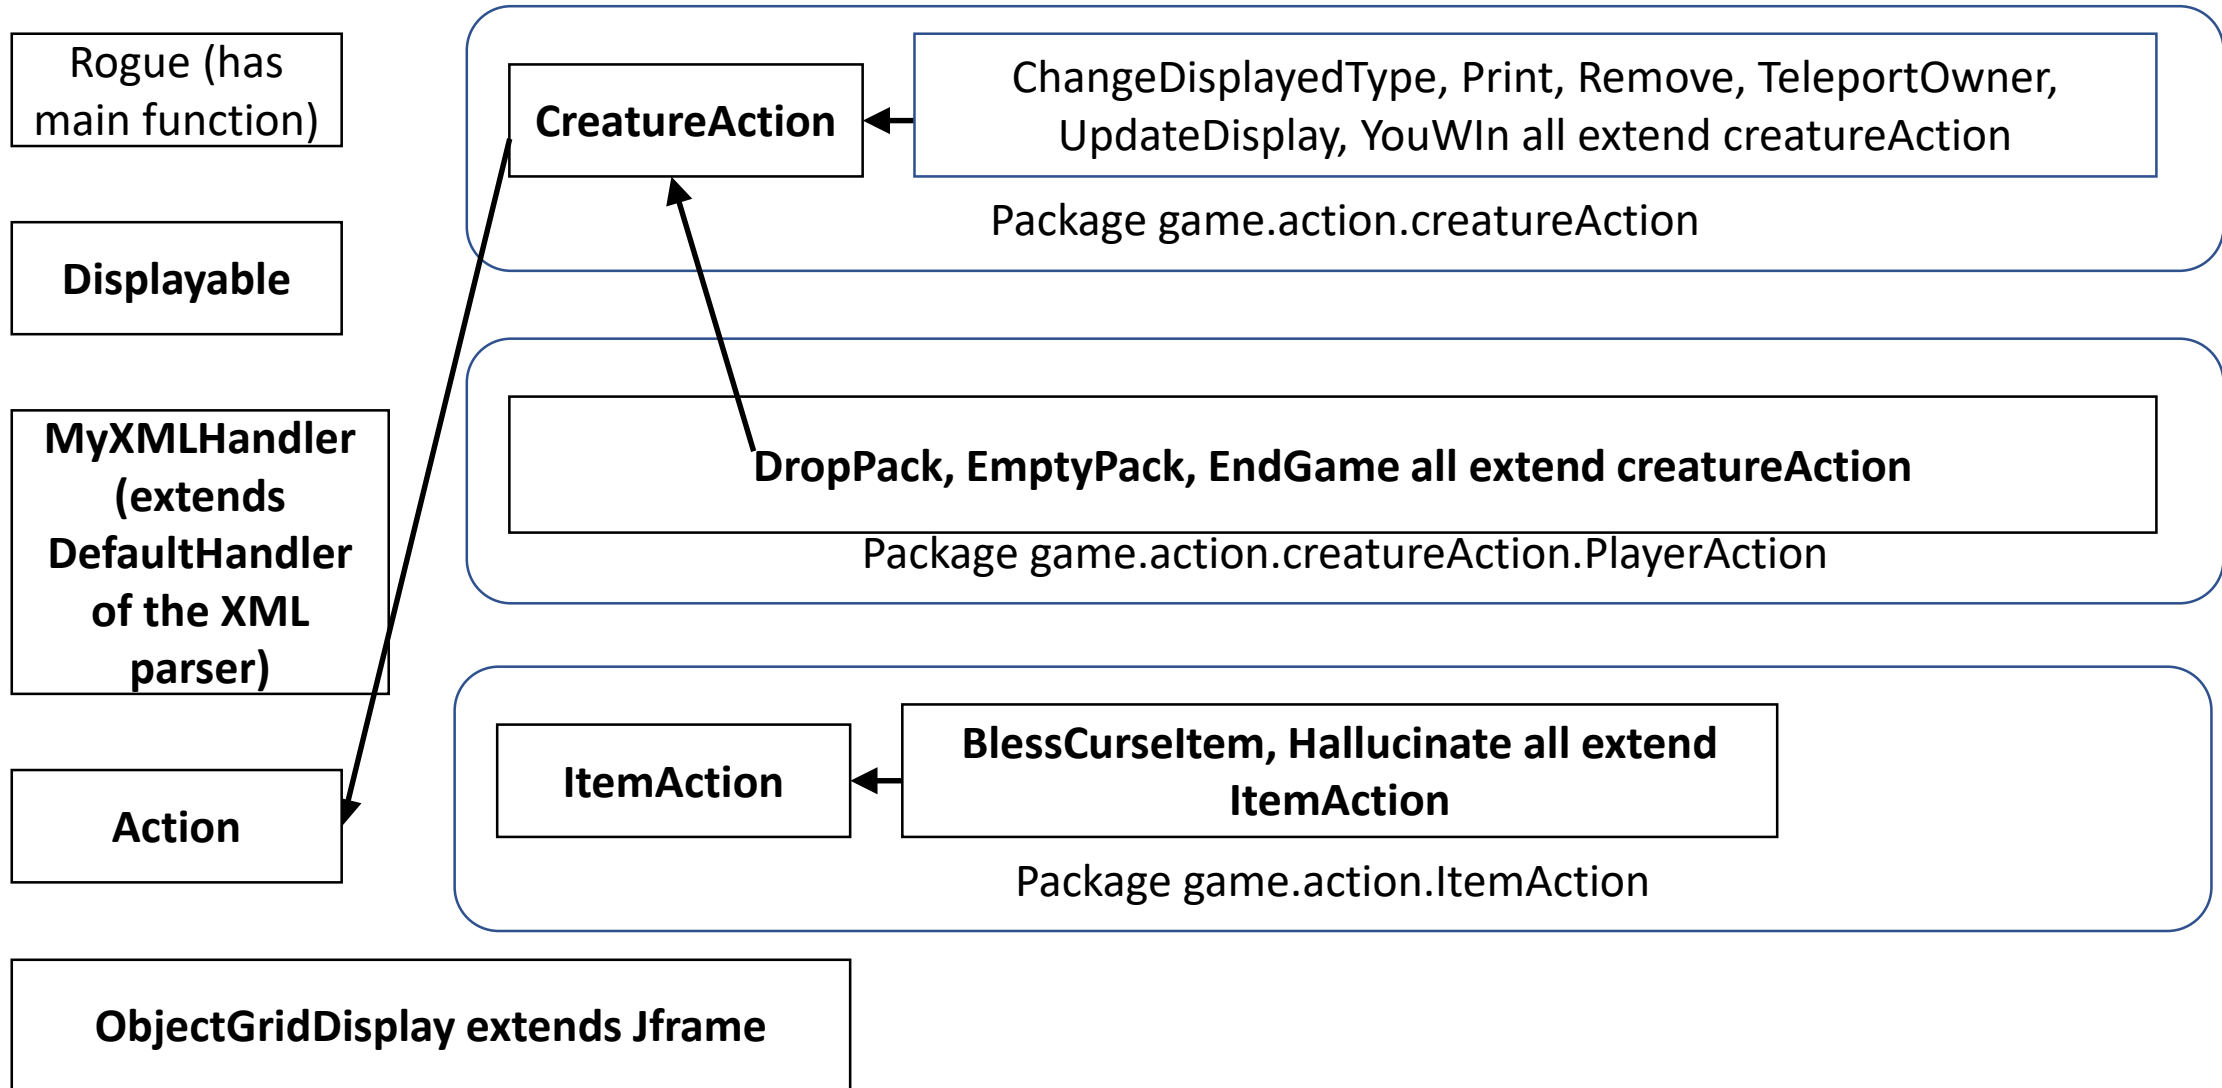 Rogue (has
main function)
Displayable
MyXMLHandler
(extends
DefaultHandler
of the XML
parser)
Action
ObjectGridDisplay extends Jframe
CreatureAction
ChangeDisplayedType, Print, Remove, TeleportOwner,
UpdateDisplay, YouWIn all extend creatureAction
Package game.action.creatureAction
DropPack, EmptyPack, EndGame all extend creatureAction
Package game.action.creatureAction.PlayerAction
ItemAction
BlessCurseItem, Hallucinate all extend
ItemAction
Package game.action.ItemAction